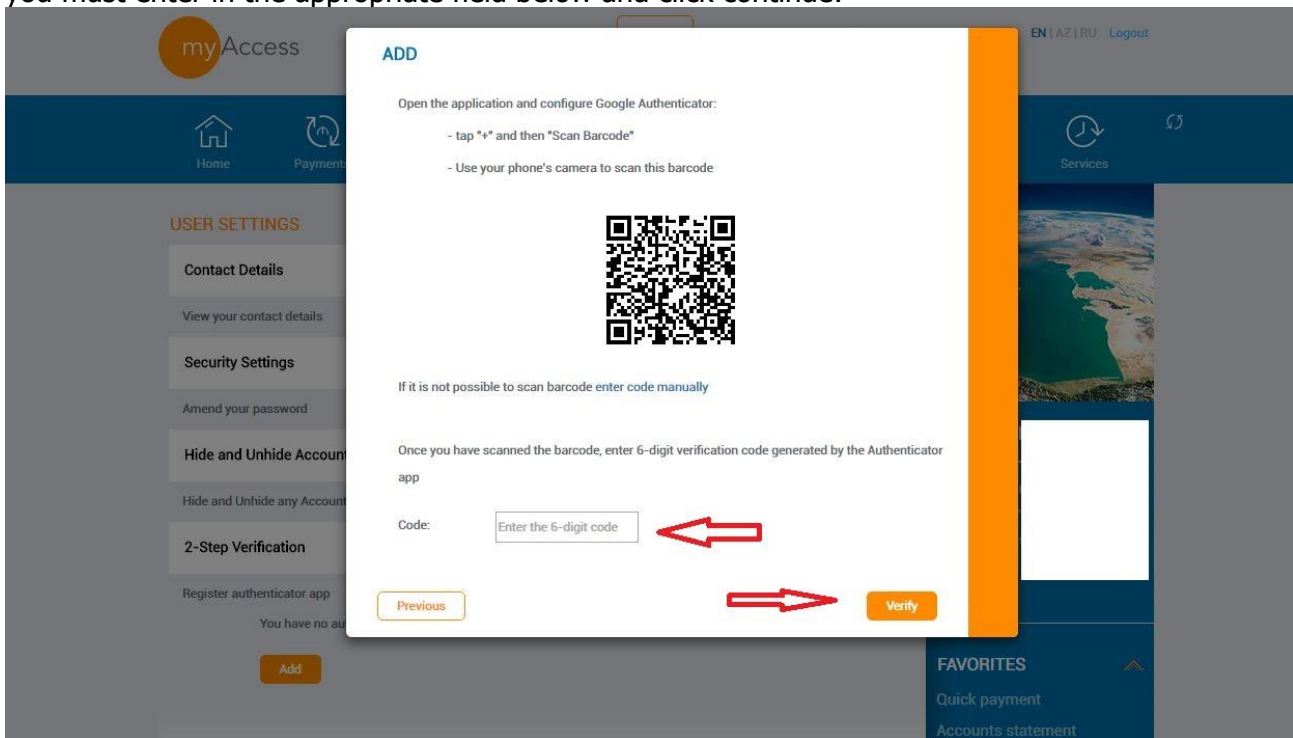 you must enter in the appropriate field below and click continue.
myAccess
EN | AZ | RU Logout
Home
Payment
Services
USER SETTINGS
Contact Details
View your contact details
Security Settings
Amend your password
Hide and Unhide Account
Hide and Unhide any Account
2-Step Verification
Register authenticator app
You have no au
Add
ADD
Open the application and configure Google Authenticator:
- tap "+" and then "Scan Barcode"
- Use your phone's camera to scan this barcode
If it is not possible to scan barcode enter code manually
Once you have scanned the barcode, enter 6-digit verification code generated by the Authenticator
app
Code:
Enter the 6-digit code
Previous
Verify
FAVORITES
Quick payment
Accounts statement